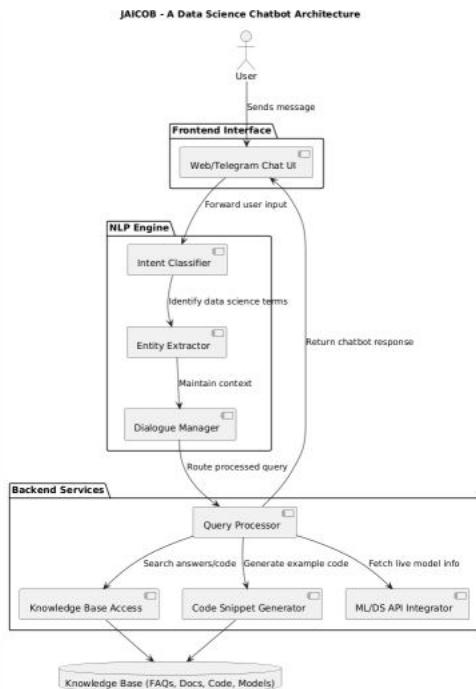 JAICOB - A Data Science Chatbot Architecture
User
Sends message
Frontend Interface
Web/Telegram Chat UI
Forward user input
NLP Engine
Intent Classifier
Identify data science terms
Entity Extractor
Return chatbot response
Maintain context
Dialogue Manager
Route processed query
Backend Services
Query Processor
Search answers/code
Generate example code
Fetch live model info
Knowledge Base Access
Code Snippet Generator
ML/DS API Integrator
Knowledge Base (FAQs, Docs, Code, Models)